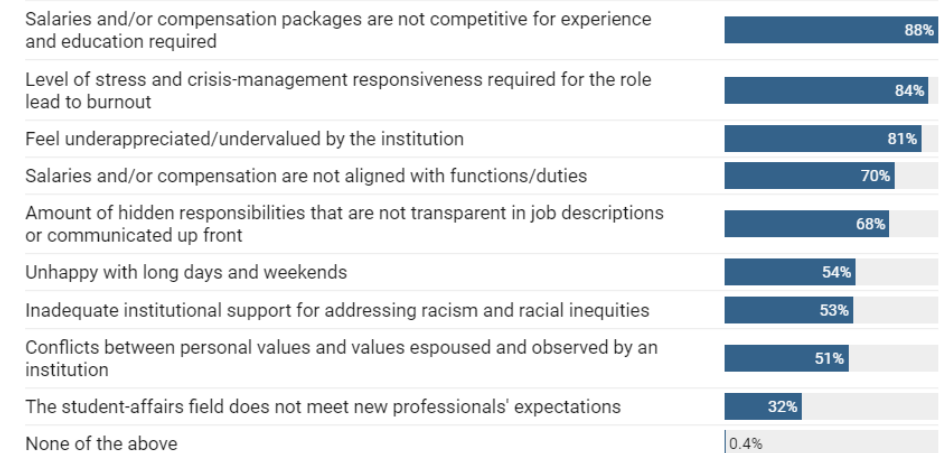 Salaries and/or compensation packages are not competitive for experience
and education required
88%
Level of stress and crisis-management responsiveness required for the role
lead to burnout
84%
Feel underappreciated/undervalued by the institution
81%
Salaries and/or compensation are not aligned with functions/duties
70%
Amount of hidden responsibilities that are not transparent in job descriptions
or communicated up front
68%
Unhappy with long days and weekends
54%
Inadequate institutional support for addressing racism and racial inequities
53%
Conflicts between personal values and values espoused and observed by an
institution
51%
The student-affairs field does not meet new professionals' expectations
32%
None of the above
0.4%